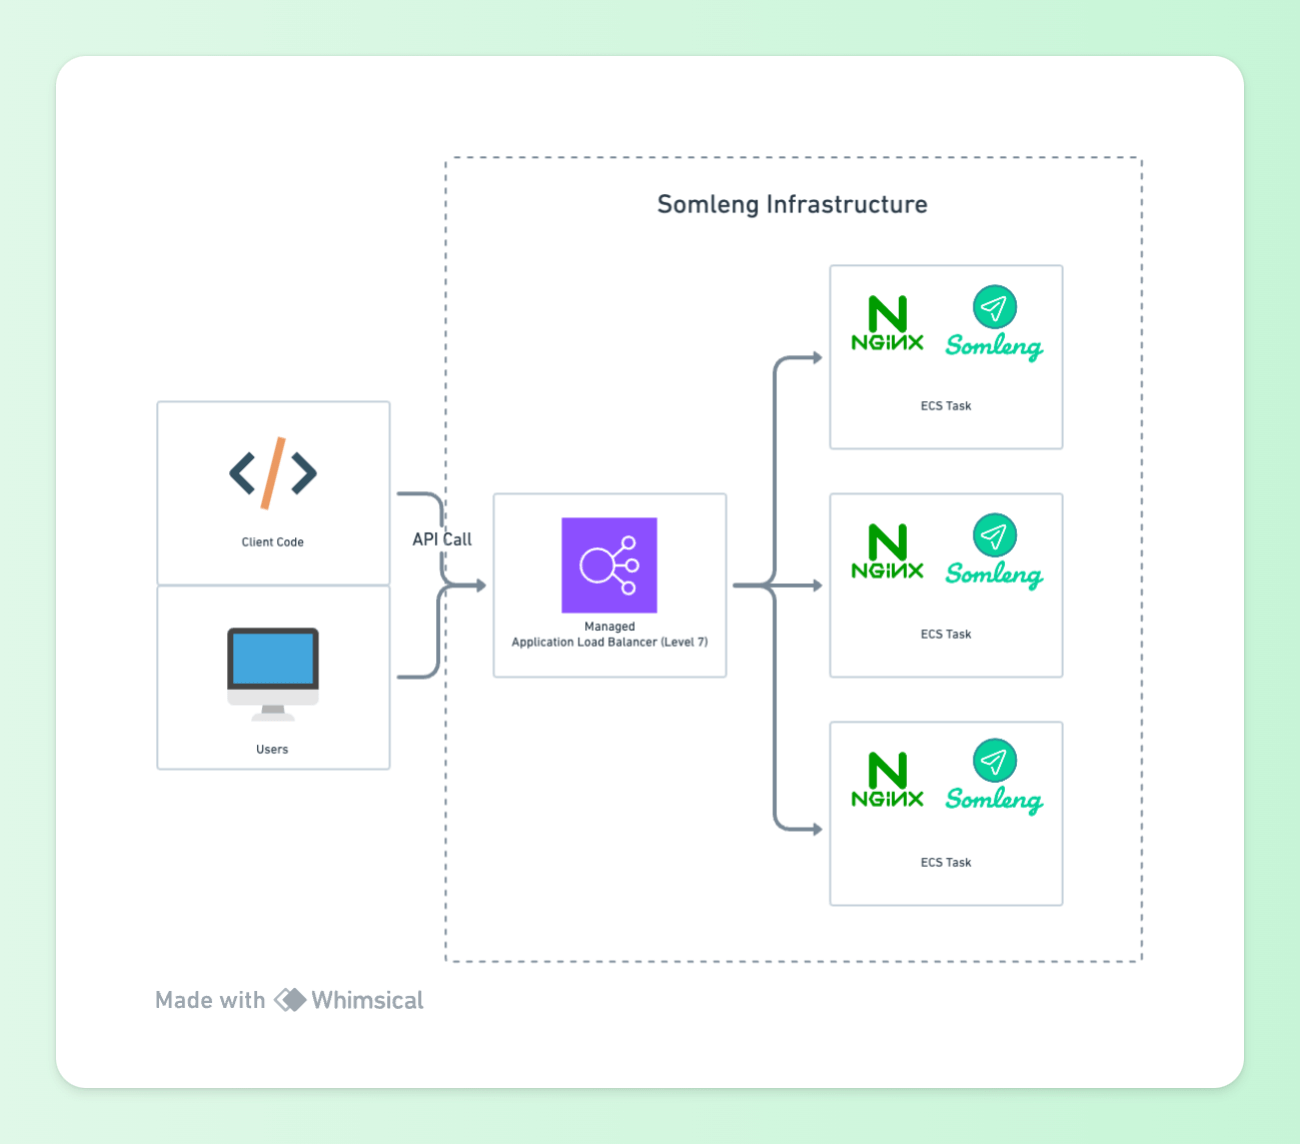 Somleng Infrastructure
NGINX
Somleng
ECS Task
Client Code
API Call
Users
Managed
Application Load Balancer (Level 7)
NGINX
Somleng
ECS Task
NGINX
Somleng
ECS Task
Made with Whimsical